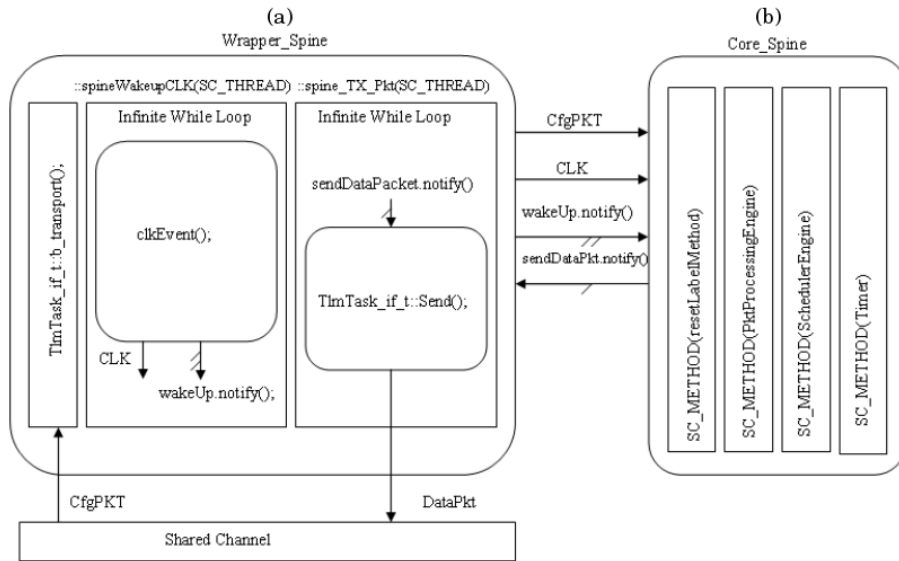 (a)
(b)
Wrapper_Spine
Core_Spine
::spineWakeupCLK(SC_THREAD)
::spine_TX_Pkt(SC_THREAD)
TlmTask_if_t::b_transport();
Infinite While Loop
clkEvent();
CLK
wakeUp.notify();
Infinite While Loop
sendDataPacket.notify()
TlmTask_if_t::Send();
CfgPKT
CLK
wakeUp.notify()
sendDataPkt.notify()
SC_METHOD(resetLabelMethod)
SC_METHOD(PktProcessingEngine)
SC_METHOD(SchedulerEngine)
SC_METHOD(Timer)
CfgPKT
DataPkt
Shared Channel